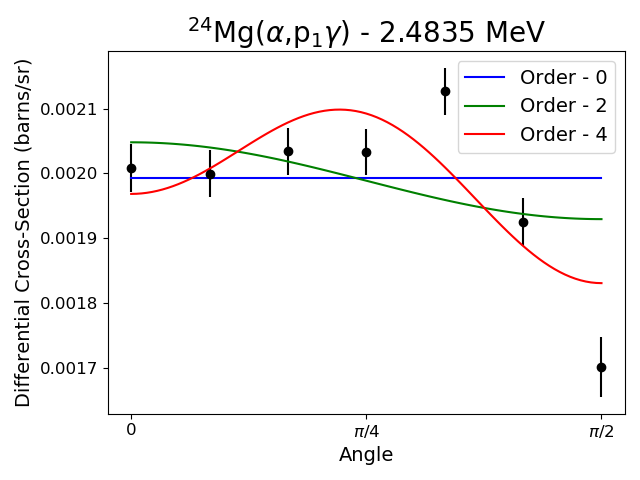 ²⁴Mg(α,p₁γ) - 2.4835 MeV
Differential Cross-Section (barns/sr)
0.0021
0.0020
0.0019
0.0018
0.0017
Order - 0
Order - 2
Order - 4
0
π/4
π/2
Angle